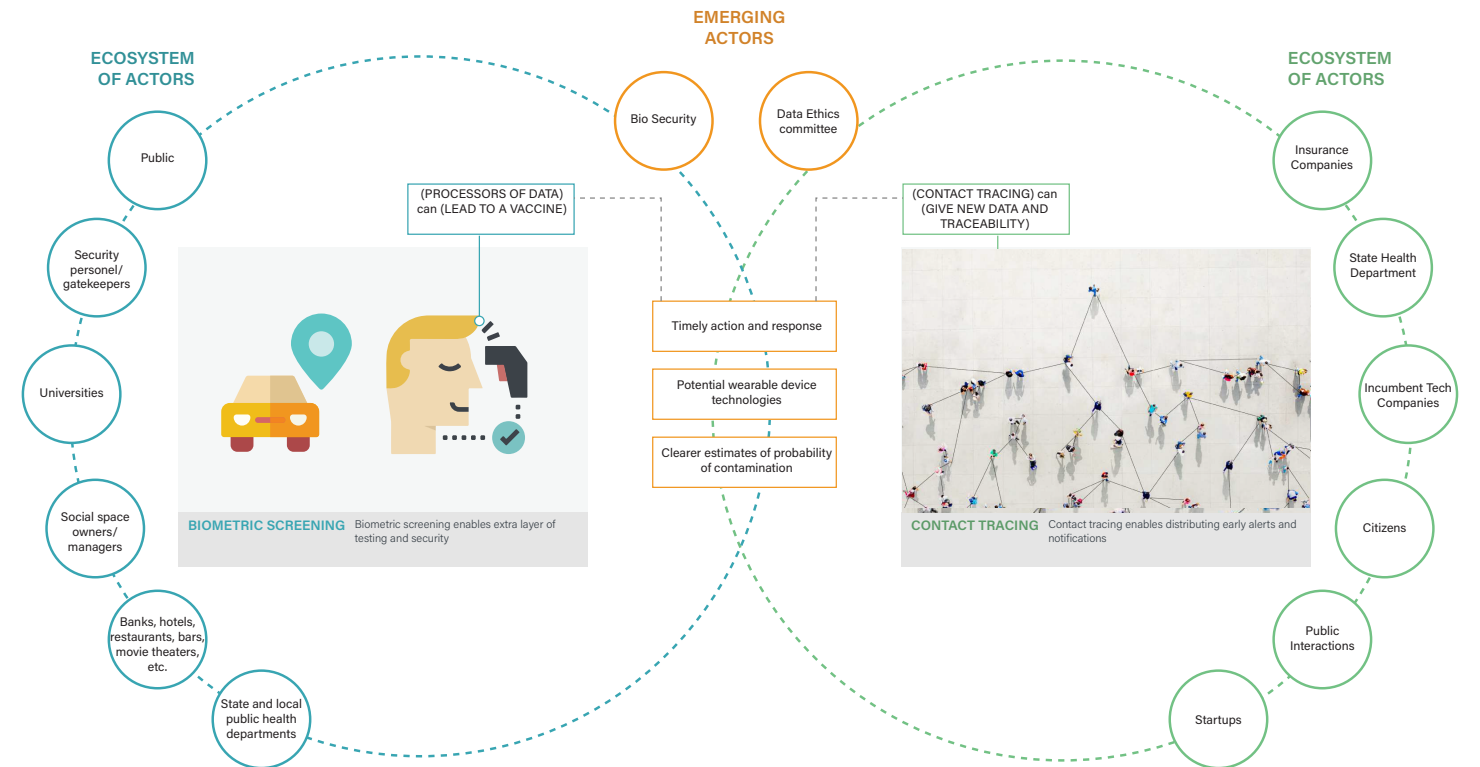 EMERGING
ACTORS
ECOSYSTEM
OF ACTORS
ECOSYSTEM
OF ACTORS
Bio Security
Data Ethics
committee
Public
Security
personel/
gatekeepers
Universities
Social space
owners/
managers
Banks, hotels,
restaurants, bars,
movie theaters,
etc.
State and local
public health
departments
(PROCESSORS OF DATA)
can (LEAD TO A VACCINE)
BIOMETRIC SCREENING
Biometric screening enables extra layer of
testing and security
Timely action and response
Potential wearable device
technologies
Clearer estimates of probability
of contamination
(CONTACT TRACING) can
(GIVE NEW DATA AND
TRACEABILITY)
CONTACT TRACING
Contact tracing enables distributing early alerts and
notifications
Insurance
Companies
State Health
Department
Incumbent Tech
Companies
Citizens
Public
Interactions
Startups